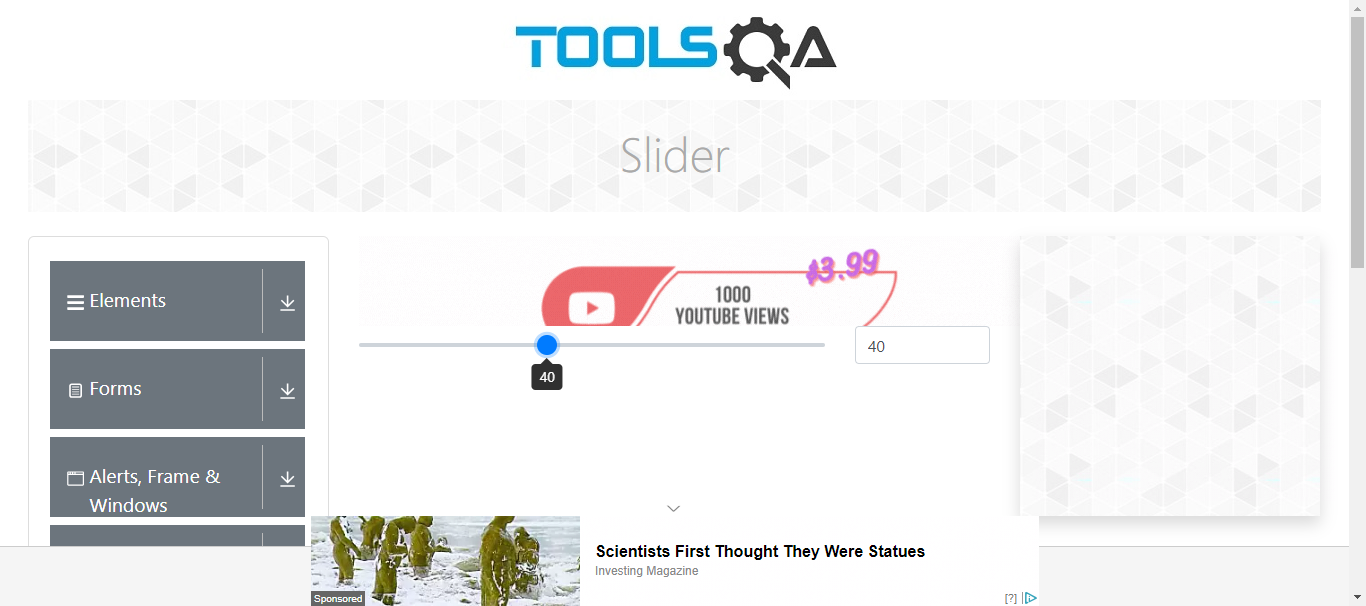 TOOLSQA
Slider
Elements
$3.99
1000
YOUTUBE VIEWS
40
40
Forms
Alerts, Frame &
Windows
Scientists First Thought They Were Statues
Investing Magazine
Sponsored
[?]